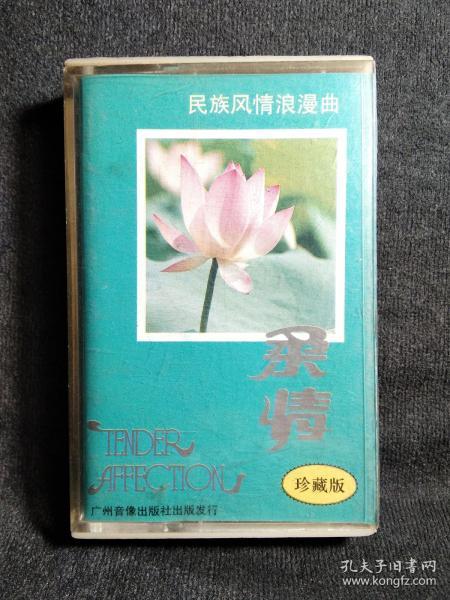 民族风情浪漫曲
柔情
TENDER
AFFECTION
珍藏版
广州音像出版社出版发行
孔夫子旧书网
www.kongfz.com